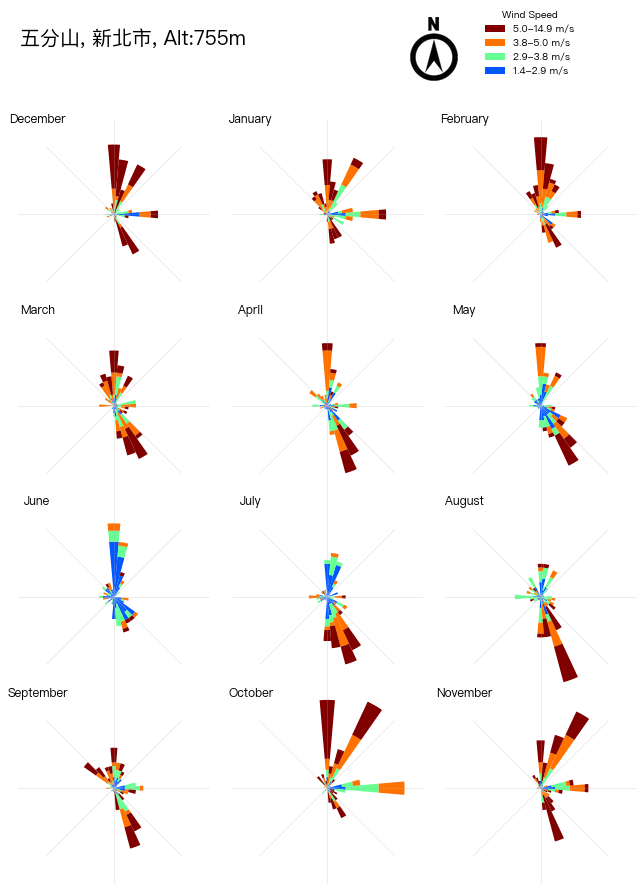 五分山, 新北市, Alt:755m
N
Wind Speed
5.0–14.9 m/s
3.8–5.0 m/s
2.9–3.8 m/s
1.4–2.9 m/s
December
January
February
March
April
May
June
July
August
September
October
November